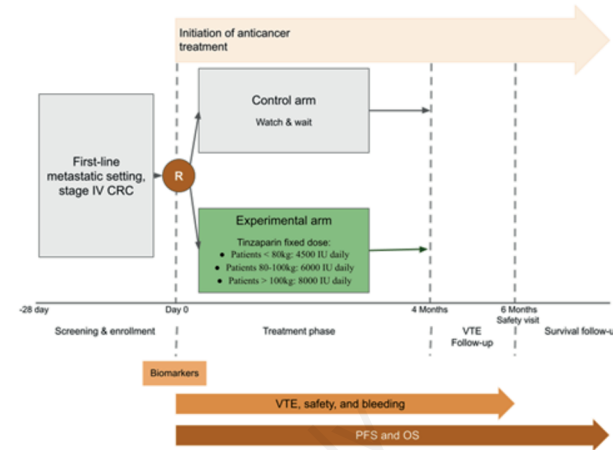 Initiation of anticancer
treatment
Control arm
Watch & wait
First-line
metastatic setting,
stage IV CRC
R
Experimental arm
Tinzaparin fixed dose:
● Patients < 80kg: 4500 IU daily
● Patients 80-100kg: 6000 IU daily
● Patients > 100kg: 8000 IU daily
-28 day
Day 0
4 Months
6 Months
Safety visit
Screening & enrollment
Treatment phase
VTE
Follow-up
Survival follow-u
Biomarkers
VTE, safety, and bleeding
PFS and OS